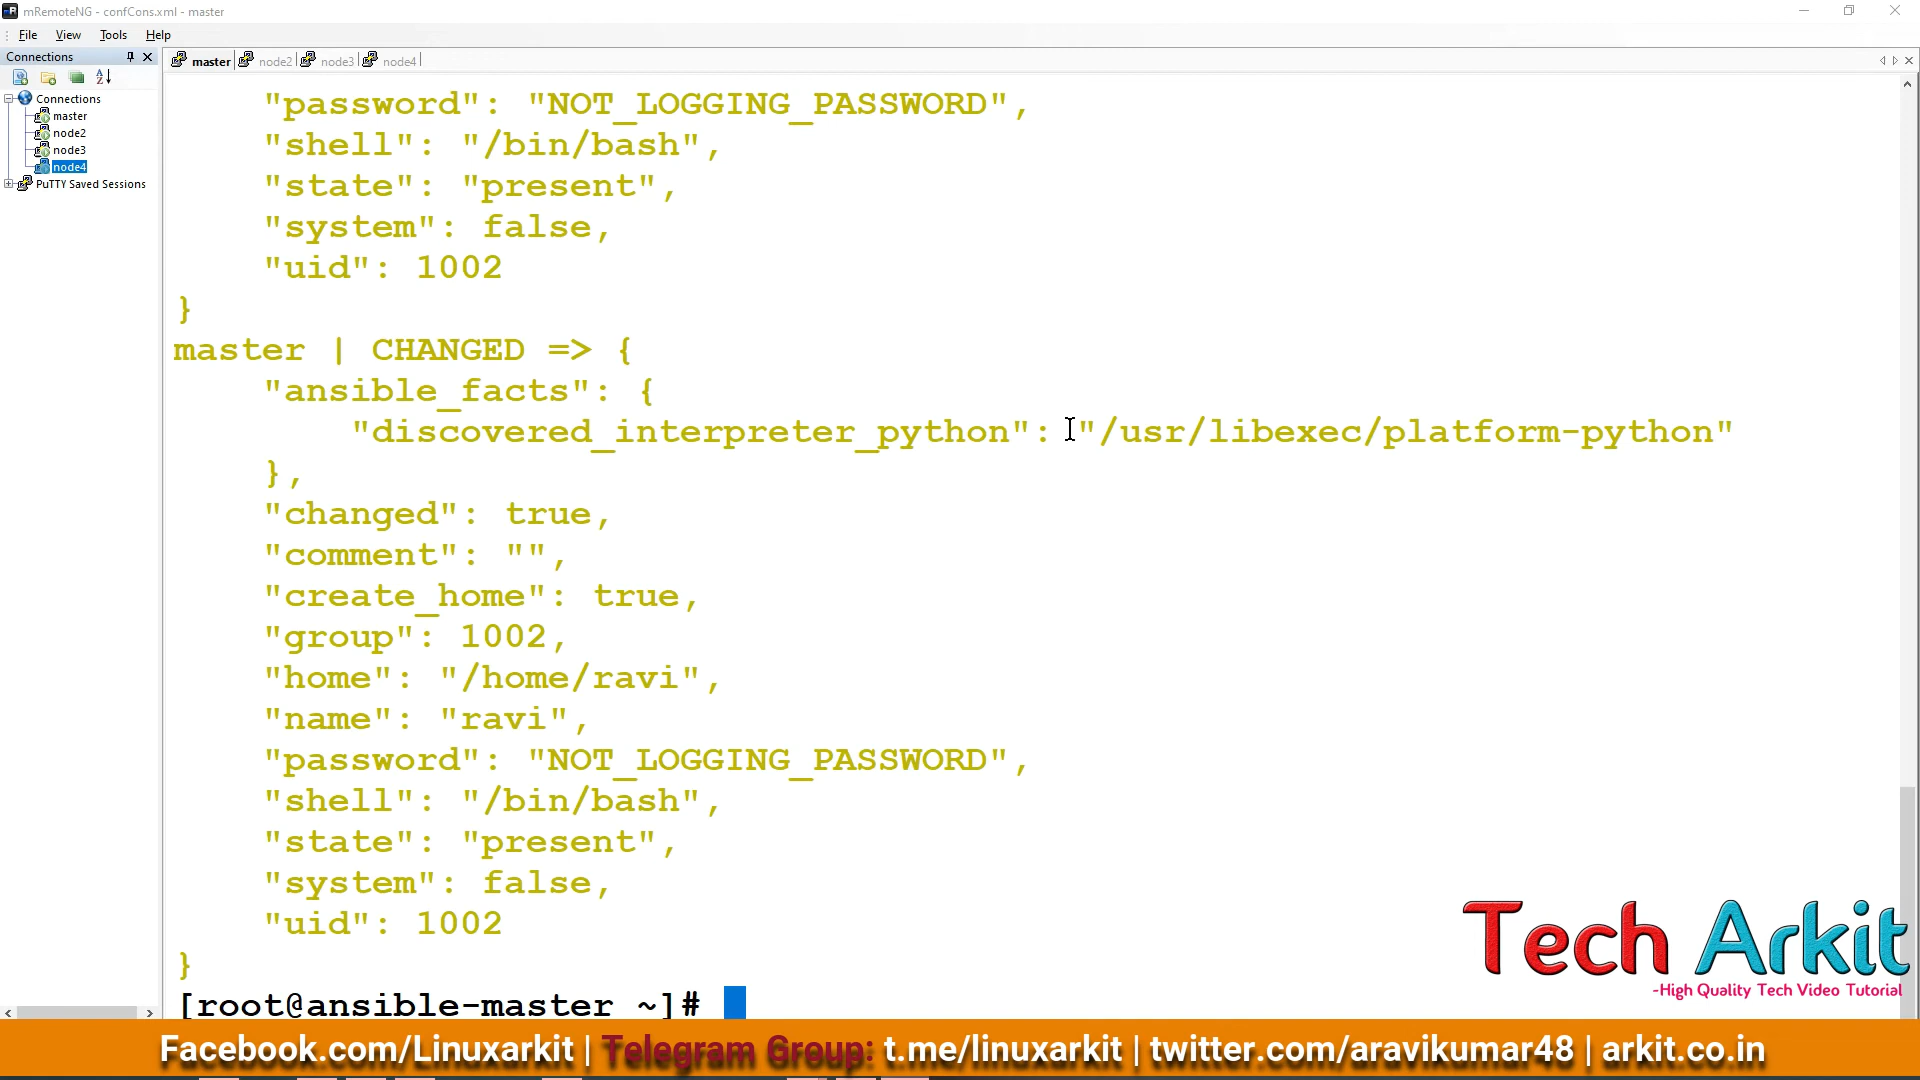 mRemoteNG - confCons.xml - master
File View Tools Help
Connections
master node2 node3 node4
Connections
master
node2
node3
node4
PuTTY Saved Sessions
"password": "NOT_LOGGING_PASSWORD",
"shell": "/bin/bash",
"state": "present",
"system": false,
"uid": 1002
}
master | CHANGED => {
"ansible_facts": {
"discovered_interpreter_python": "/usr/libexec/platform-python"
},
"changed": true,
"comment": "",
"create_home": true,
"group": 1002,
"home": "/home/ravi",
"name": "ravi",
"password": "NOT_LOGGING_PASSWORD",
"shell": "/bin/bash",
"state": "present",
"system": false,
"uid": 1002
}
[root@ansible-master ~]#
Tech Arkit
-High Quality Tech Video Tutorial
Facebook.com/Linuxarkit | Telegram Group: t.me/linuxarkit | twitter.com/aravikumar48 | arkit.co.in